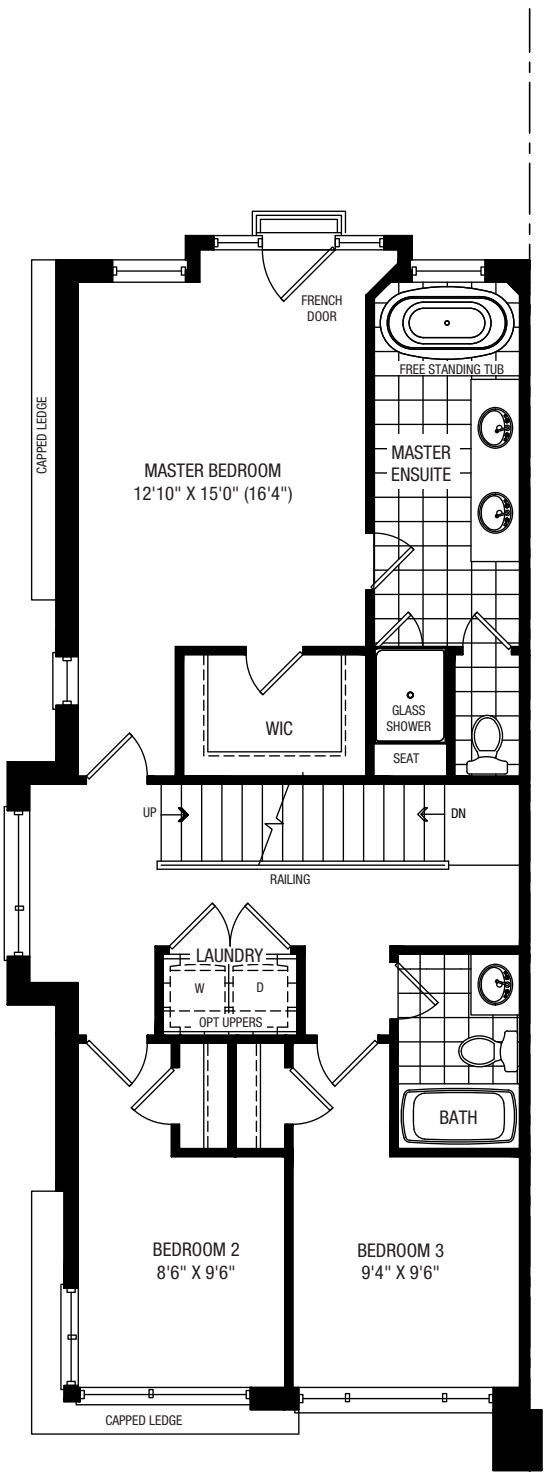 FRENCH
DOOR
FREE STANDING TUB
CAPPED LEDGE
MASTER
ENSUITE
MASTER BEDROOM
12'10" X 15'0" (16'4")
WIC
GLASS
SHOWER
SEAT
UP
DN
RAILING
LAUNDRY
W D
OPT UPPERS
BATH
BEDROOM 2
8'6" X 9'6"
BEDROOM 3
9'4" X 9'6"
CAPPED LEDGE